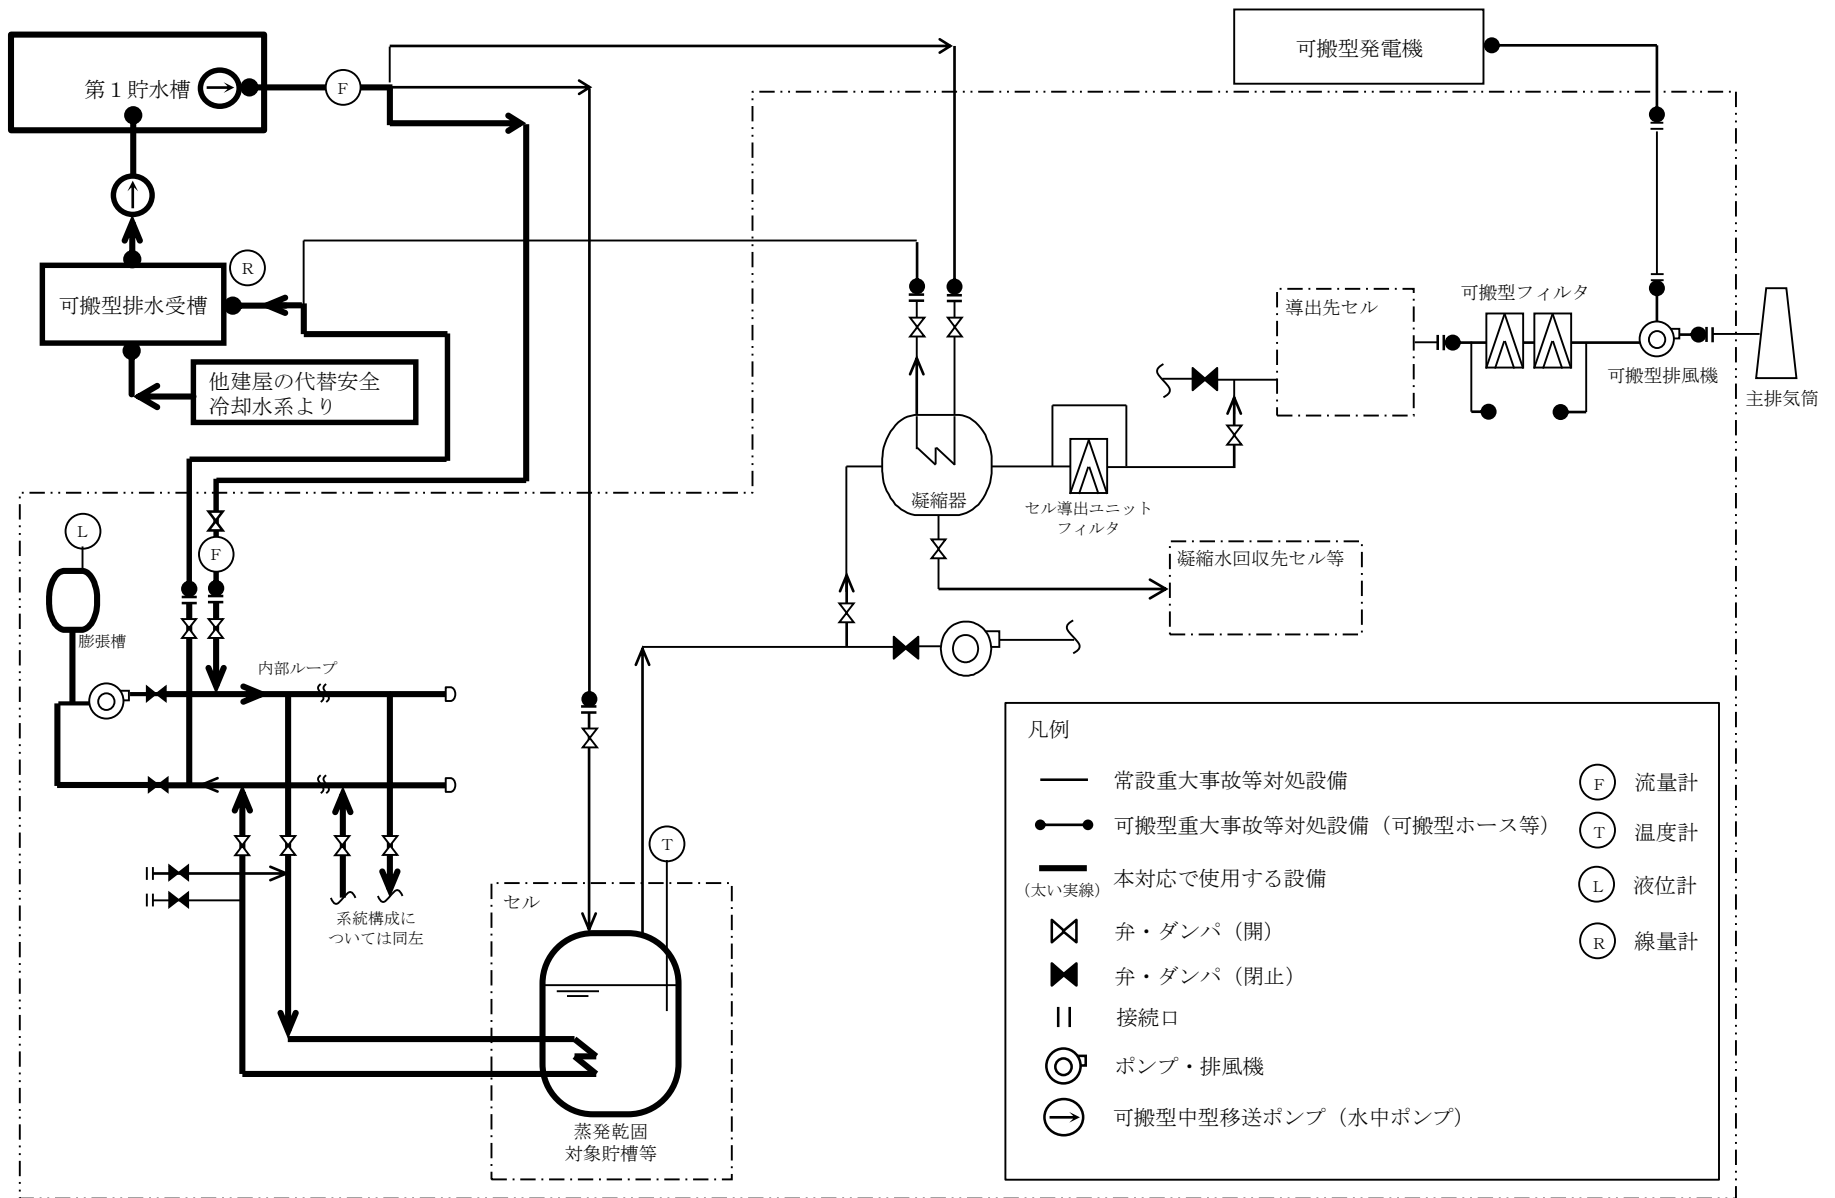 可搬型発電機
第１貯水槽
F
可搬型排水受槽
R
他建屋の代替安全
冷却水系より
導出先セル
可搬型フィルタ
可搬型排風機
主排気筒
凝縮器
セル導出ユニット
フィルタ
凝縮水回収先セル等
L
F
膨張槽
内部ループ
系統構成に
ついては同左
T
セル
蒸発乾固
対象貯槽等
凡例
常設重大事故等対処設備
可搬型重大事故等対処設備（可搬型ホース等）
本対応で使用する設備
（太い実線）
弁・ダンパ（開）
弁・ダンパ（閉止）
接続口
ポンプ・排風機
可搬型中型移送ポンプ（水中ポンプ）
F 流量計
T 温度計
L 液位計
R 線量計